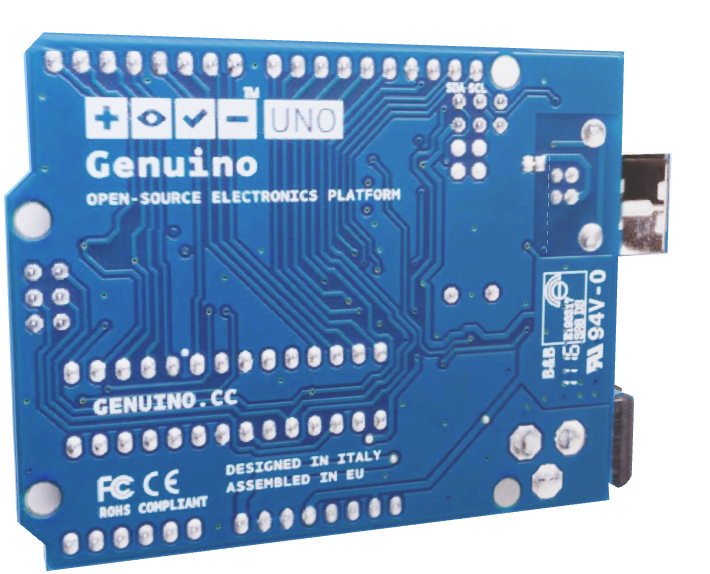 SDA SCL
TM
UNO
Genuino
OPEN-SOURCE ELECTRONICS PLATFORM
94V-0
B&B
GENUINO.CC
DESIGNED IN ITALY
ASSEMBLED IN EU
FC CE
ROHS COMPLIANT